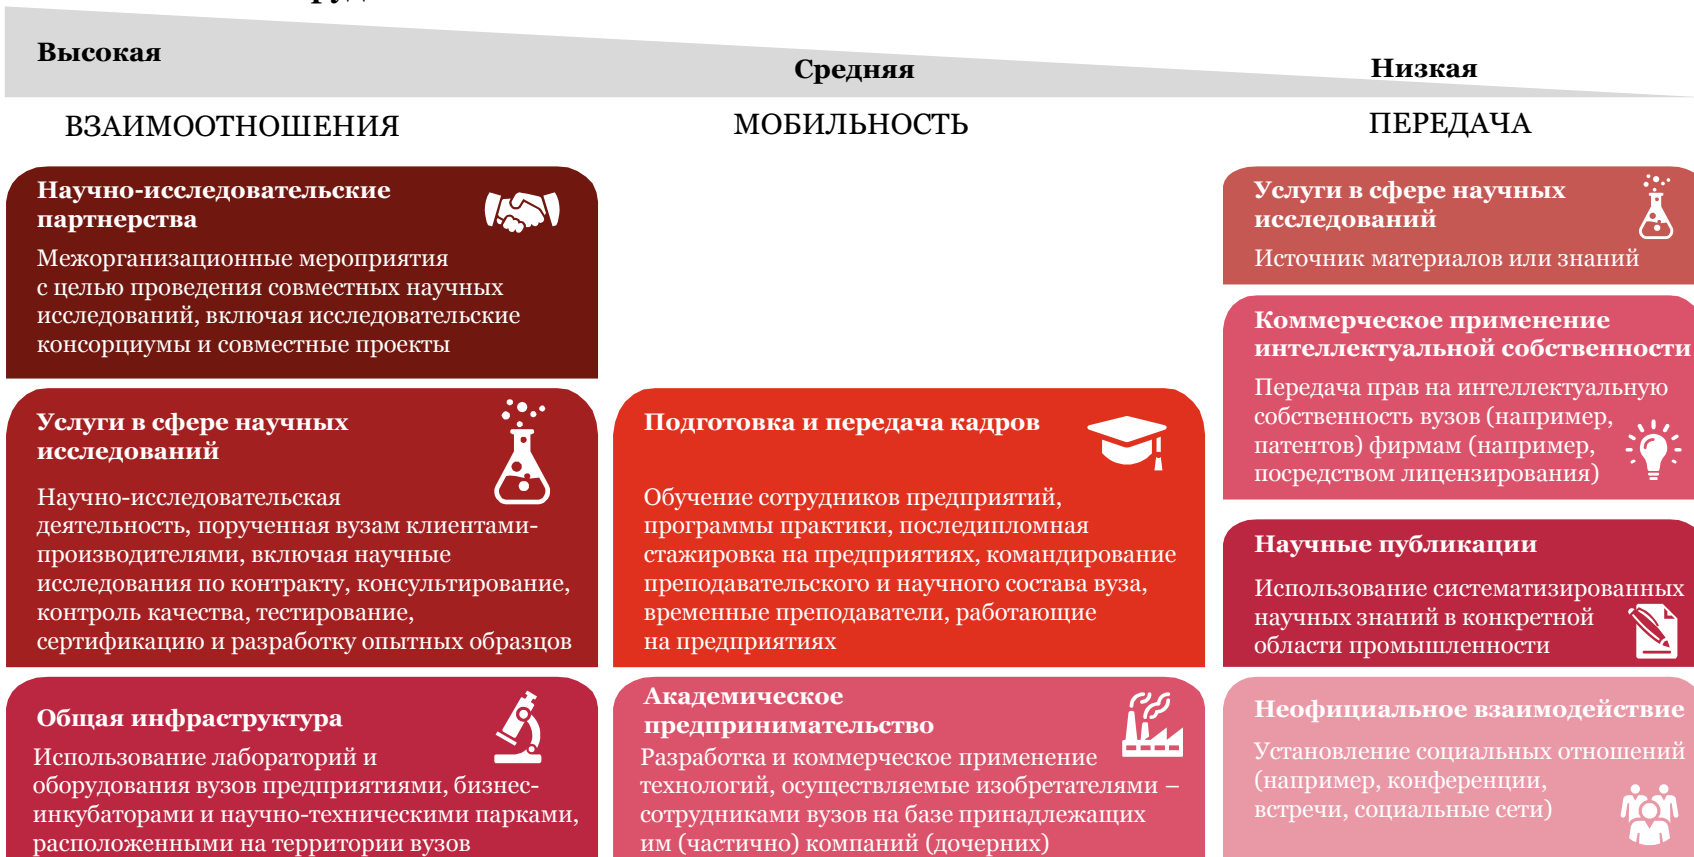 Высокая
Средняя
Низкая
ВЗАИМООТНОШЕНИЯ
МОБИЛЬНОСТЬ
ПЕРЕДАЧА
Научно-исследовательские
партнерства
Межорганизационные мероприятия
с целью проведения совместных научных
исследований, включая исследовательские
консорциумы и совместные проекты
Услуги в сфере научных
исследований
Научно-исследовательская
деятельность, порученная вузам клиентами-
производителями, включая научные
исследования по контракту, консультирование,
контроль качества, тестирование,
сертификацию и разработку опытных образцов
Общая инфраструктура
Использование лабораторий и
оборудования вузов предприятиями, бизнес-
инкубаторами и научно-техническими парками,
расположенными на территории вузов
Подготовка и передача кадров
Обучение сотрудников предприятий,
программы практики, последипломная
стажировка на предприятиях, командирование
преподавательского и научного состава вуза,
временные преподаватели, работающие
на предприятиях
Академическое
предпринимательство
Разработка и коммерческое применение
технологий, осуществляемые изобретателями –
сотрудниками вузов на базе принадлежащих
им (частично) компаний (дочерних)
Услуги в сфере научных
исследований
Источник материалов или знаний
Коммерческое применение
интеллектуальной собственности
Передача прав на интеллектуальную
собственность вузов (например,
патентов) фирмам (например,
посредством лицензирования)
Научные публикации
Использование систематизированных
научных знаний в конкретной
области промышленности
Неофициальное взаимодействие
Установление социальных отношений
(например, конференции,
встречи, социальные сети)